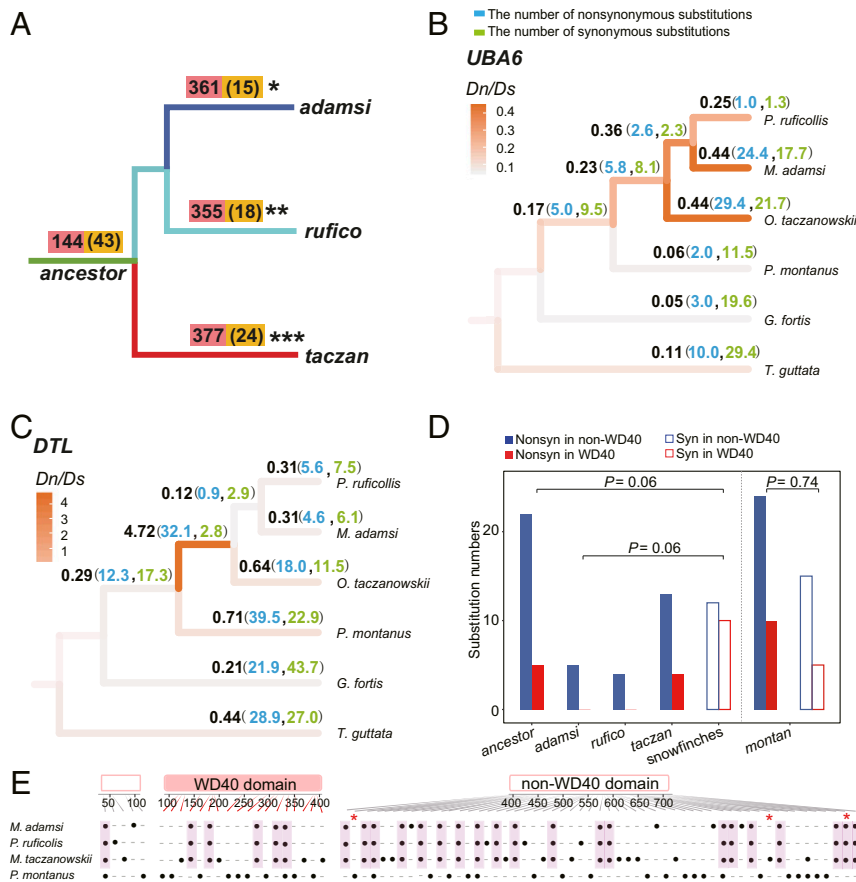 A
361 (15) *
adamsi
355 (18) **
rufico
144 (43)
ancestor
377 (24) ***
taczan
The number of nonsynonymous substitutions
The number of synonymous substitutions
B
UBA6
Dn/Ds
0.4
0.3
0.2
0.1
0.25(1.0, 1.3)
P. ruficollis
0.36 (2.6, 2.3)
0.44(24.4, 17.7)
M. adamsi
0.23 (5.8, 8.1)
0.44(29.4, 21.7)
O. taczanowskii
0.17 (5.0, 9.5)
0.06(2.0, 11.5)
P. montanus
0.05 (3.0, 19.6)
G. fortis
0.11(10.0, 29.4)
T. guttata
C
DTL
Dn/Ds
4
3
2
1
0.31(5.6, 7.5)
P. ruficollis
0.12 (0.9, 2.9)
0.31(4.6, 6.1)
M. adamsi
4.72 (32.1, 2.8)
0.64(18.0, 11.5)
O. taczanowskii
0.29(12.3, 17.3)
0.71(39.5, 22.9)
P. montanus
0.21(21.9, 43.7)
G. fortis
0.44 (28.9, 27.0)
T. guttata
D
Nonsyn in non-WD40
Syn in non-WD40
Nonsyn in WD40
Syn in WD40
P= 0.06
P= 0.74
P= 0.06
Substitution numbers
20
10
0
ancestor
adamsi
rufico
taczan
snowfinches
montan
E
WD40 domain
non-WD40 domain
50 100
100 150 200 250 300 350 400
400 450 500 550 600 650 700
* * *
M. adamsi
P. ruficolis
M. taczanowskii
P. montanus